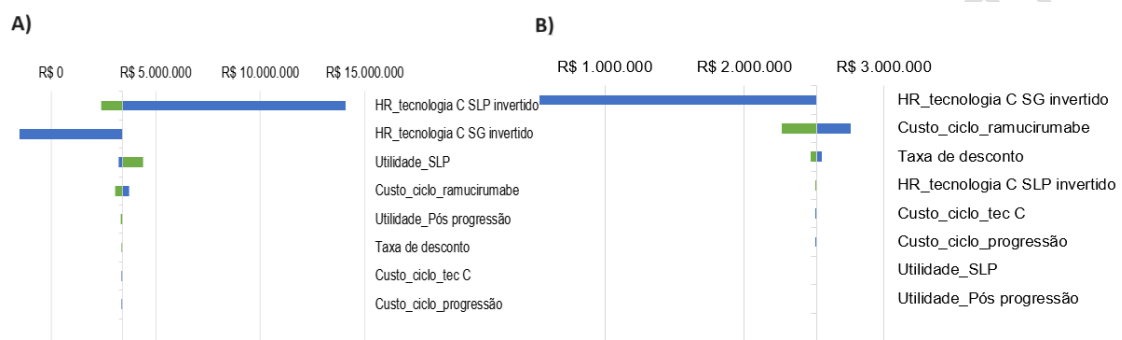 A)
R$ 0
R$ 5.000.000
R$ 10.000.000
R$ 15.000.000
HR_tecnologia C SLP invertido
HR_tecnologia C SG invertido
Utilidade_SLP
Custo_ciclo_ramucirumabe
Utilidade_Pós progressão
Taxa de desconto
Custo_ciclo_tec C
Custo_ciclo_progressão
B)
R$ 1.000.000
R$ 2.000.000
R$ 3.000.000
HR_tecnologia C SG invertido
Custo_ciclo_ramucirumabe
Taxa de desconto
HR_tecnologia C SLP invertido
Custo_ciclo_tec C
Custo_ciclo_progressão
Utilidade_SLP
Utilidade_Pós progressão